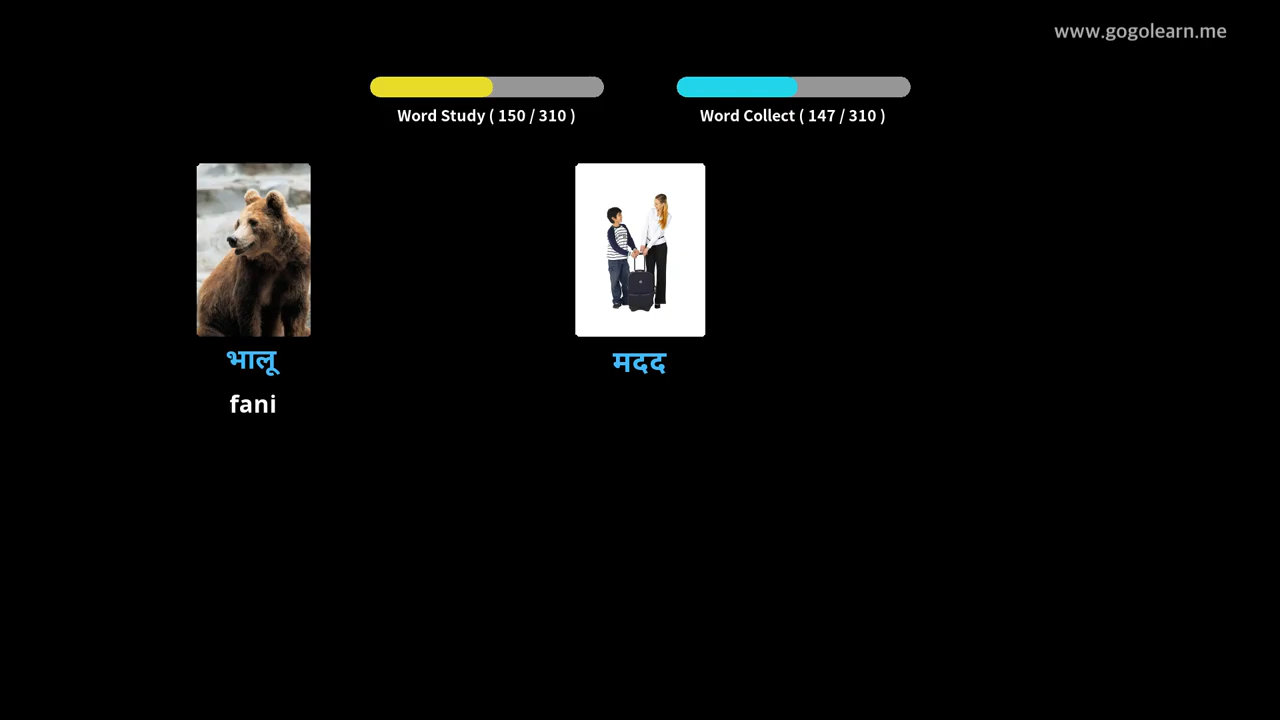 www.gogolearn.me
Word Study ( 150 / 310 )
Word Collect ( 147 / 310 )
भालू
मदद
fani